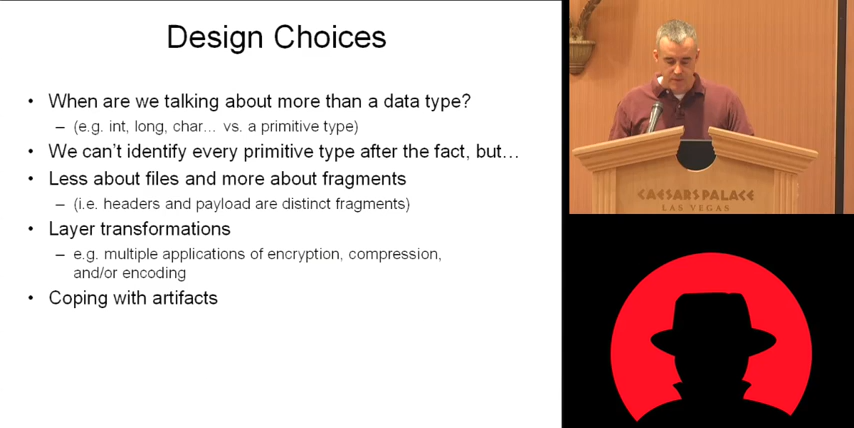 Design Choices
• When are we talking about more than a data type?
– (e.g. int, long, char... vs. a primitive type)
• We can't identify every primitive type after the fact, but…
• Less about files and more about fragments
– (i.e. headers and payload are distinct fragments)
• Layer transformations
– e.g. multiple applications of encryption, compression,
and/or encoding
• Coping with artifacts
CAESARS PALACE
LAS VEGAS